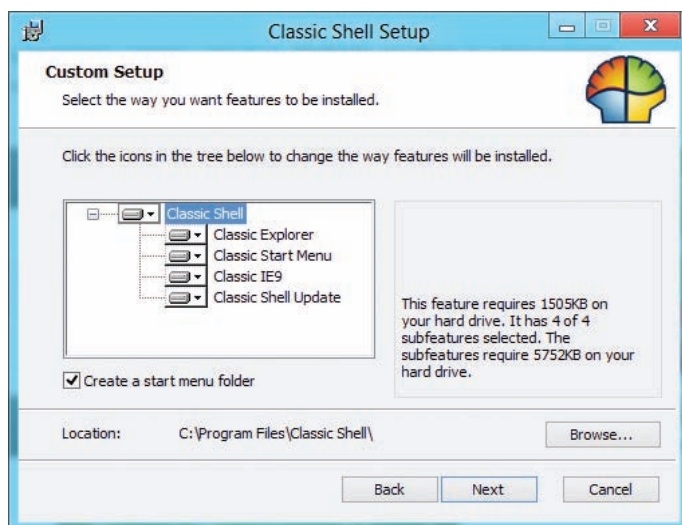 Classic Shell Setup
Custom Setup
Select the way you want features to be installed.
Click the icons in the tree below to change the way features will be installed.
Classic Shell
Classic Explorer
Classic Start Menu
Classic IE9
Classic Shell Update
This feature requires 1505KB on
your hard drive. It has 4 of 4
subfeatures selected. The
subfeatures require 5752KB on your
hard drive.
Create a start menu folder
Location: C:\Program Files\Classic Shell\
Browse...
Back Next Cancel